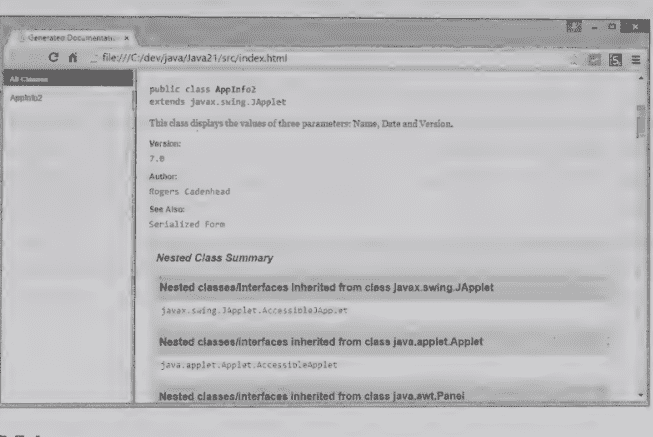 Generated Documentati
file:///C:/dev/java/Java21/src/index.html
All Classes
AppInfo2
public class AppInfo2
extends javax.swing.JApplet
This class displays the values of three parameters: Name, Date and Version.
Version:
7.0
Author:
Rogers Cadenhead
See Also:
Serialized Form
Nested Class Summary
Nested classes/interfaces inherited from class javax.swing.JApplet
javax.swing.JApplet.AccessibleJApplet
Nested classes/interfaces inherited from class java.applet.Applet
java.applet.Applet.AccessibleApplet
Nested classes/interfaces inherited from class java.awt.Panel